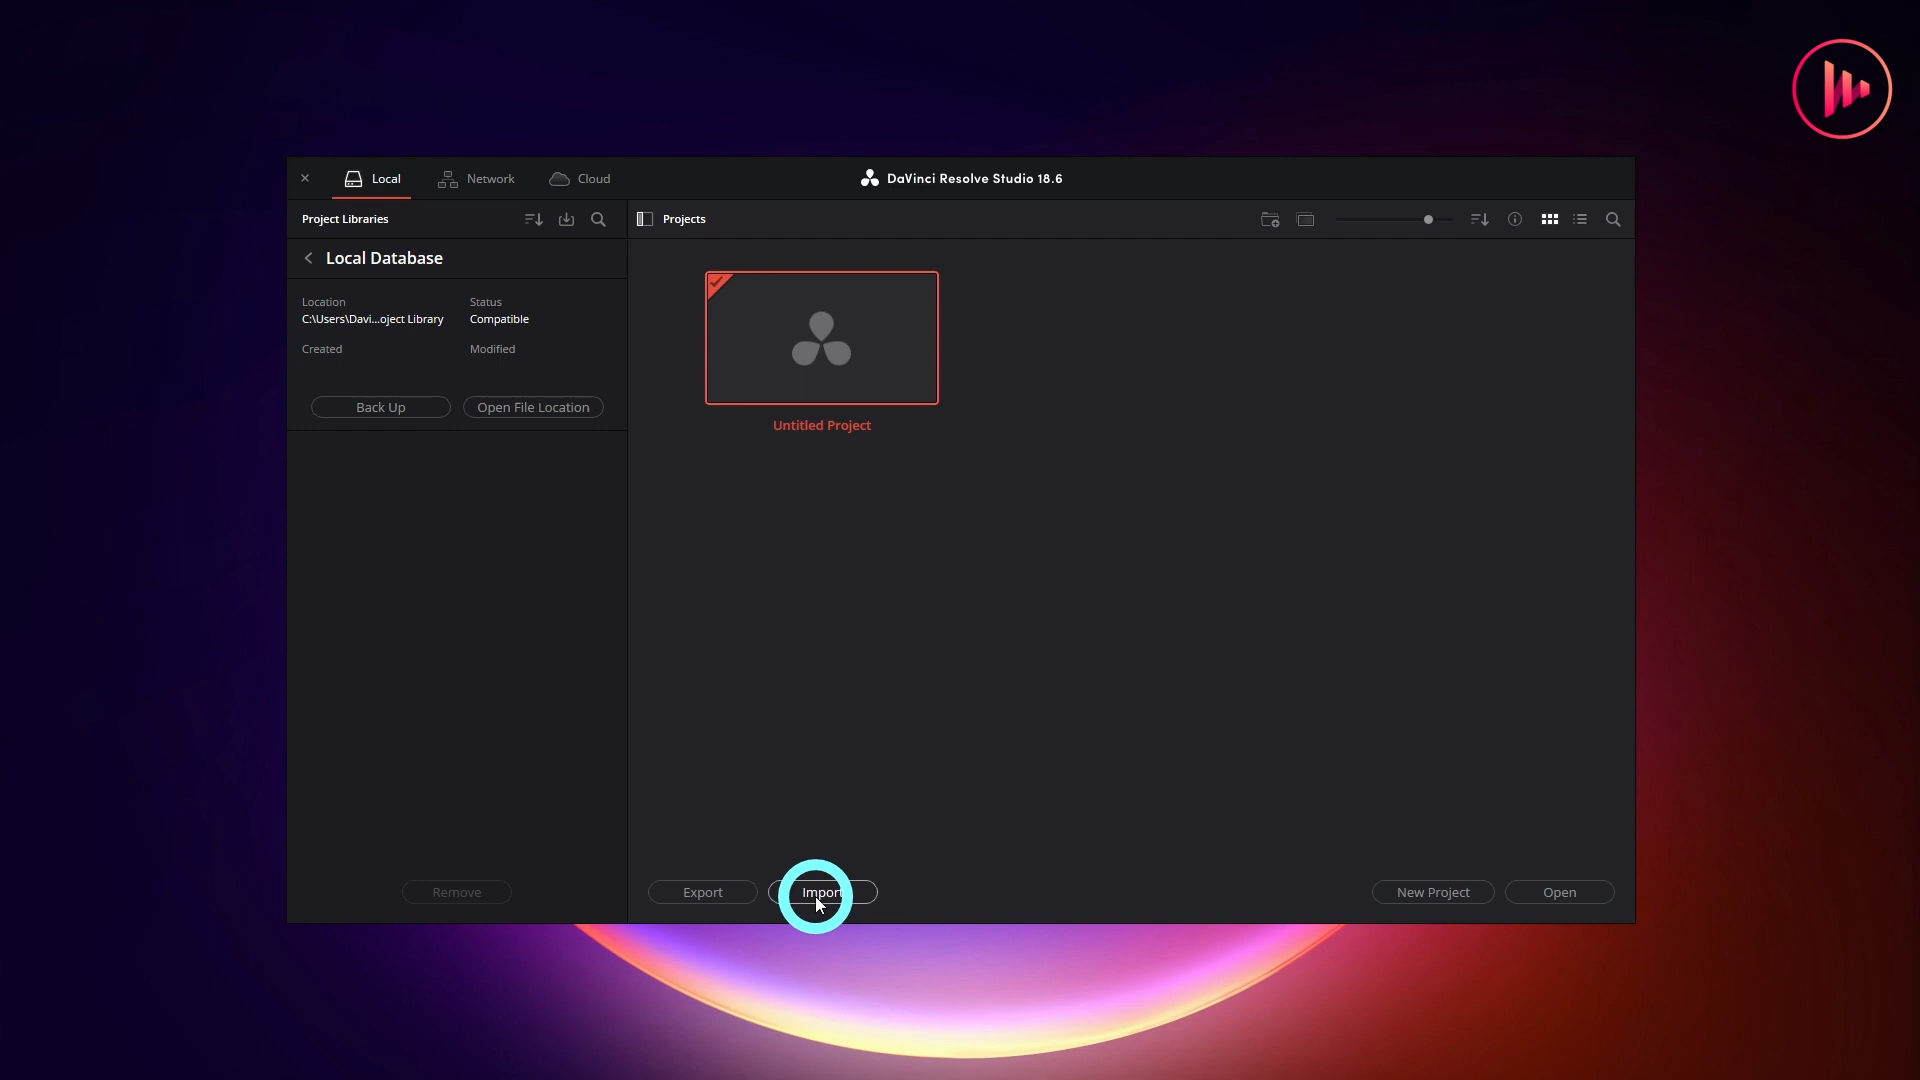 Local
Network
Cloud
DaVinci Resolve Studio 18.6
Project Libraries
Projects
Local Database
Location
Status
C:\Users\Davi...oject Library
Compatible
Created
Modified
Back Up
Open File Location
Untitled Project
Remove
Export
Import
New Project
Open